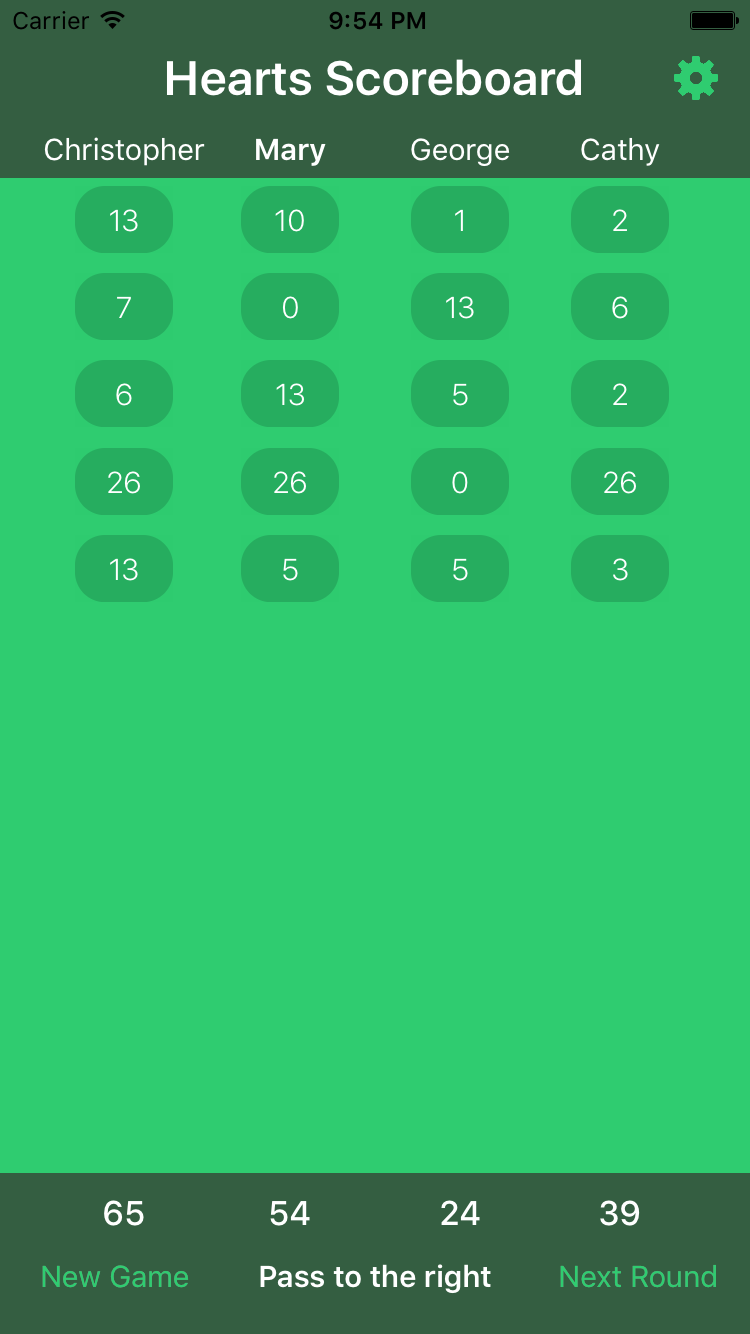 Carrier 9:54 PM
Hearts Scoreboard
Christopher Mary George Cathy
13 10 1 2
7 0 13 6
6 13 5 2
26 26 0 26
13 5 5 3
65 54 24 39
New Game Pass to the right Next Round